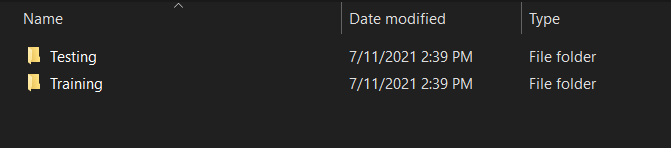 Name Date modified Type
Testing 7/11/2021 2:39 PM File folder
Training 7/11/2021 2:39 PM File folder